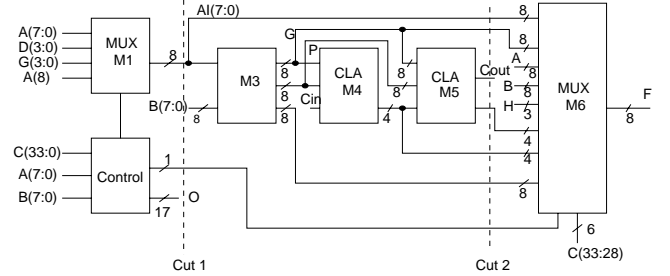 AI(7:0)
8
A(7:0)
D(3:0)
G(3:0)
A(8)
MUX
M1
8
G
P
8
8
8
M3
B(7:0)
8
Cin
CLA
M4
4
8
8
CLA
M5
Cout
8
A
8
B
8
H
3
4
4
8
MUX
M6
F
8
C(33:0)
A(7:0)
B(7:0)
Control
1
17
O
6
C(33:28)
Cut 1
Cut 2